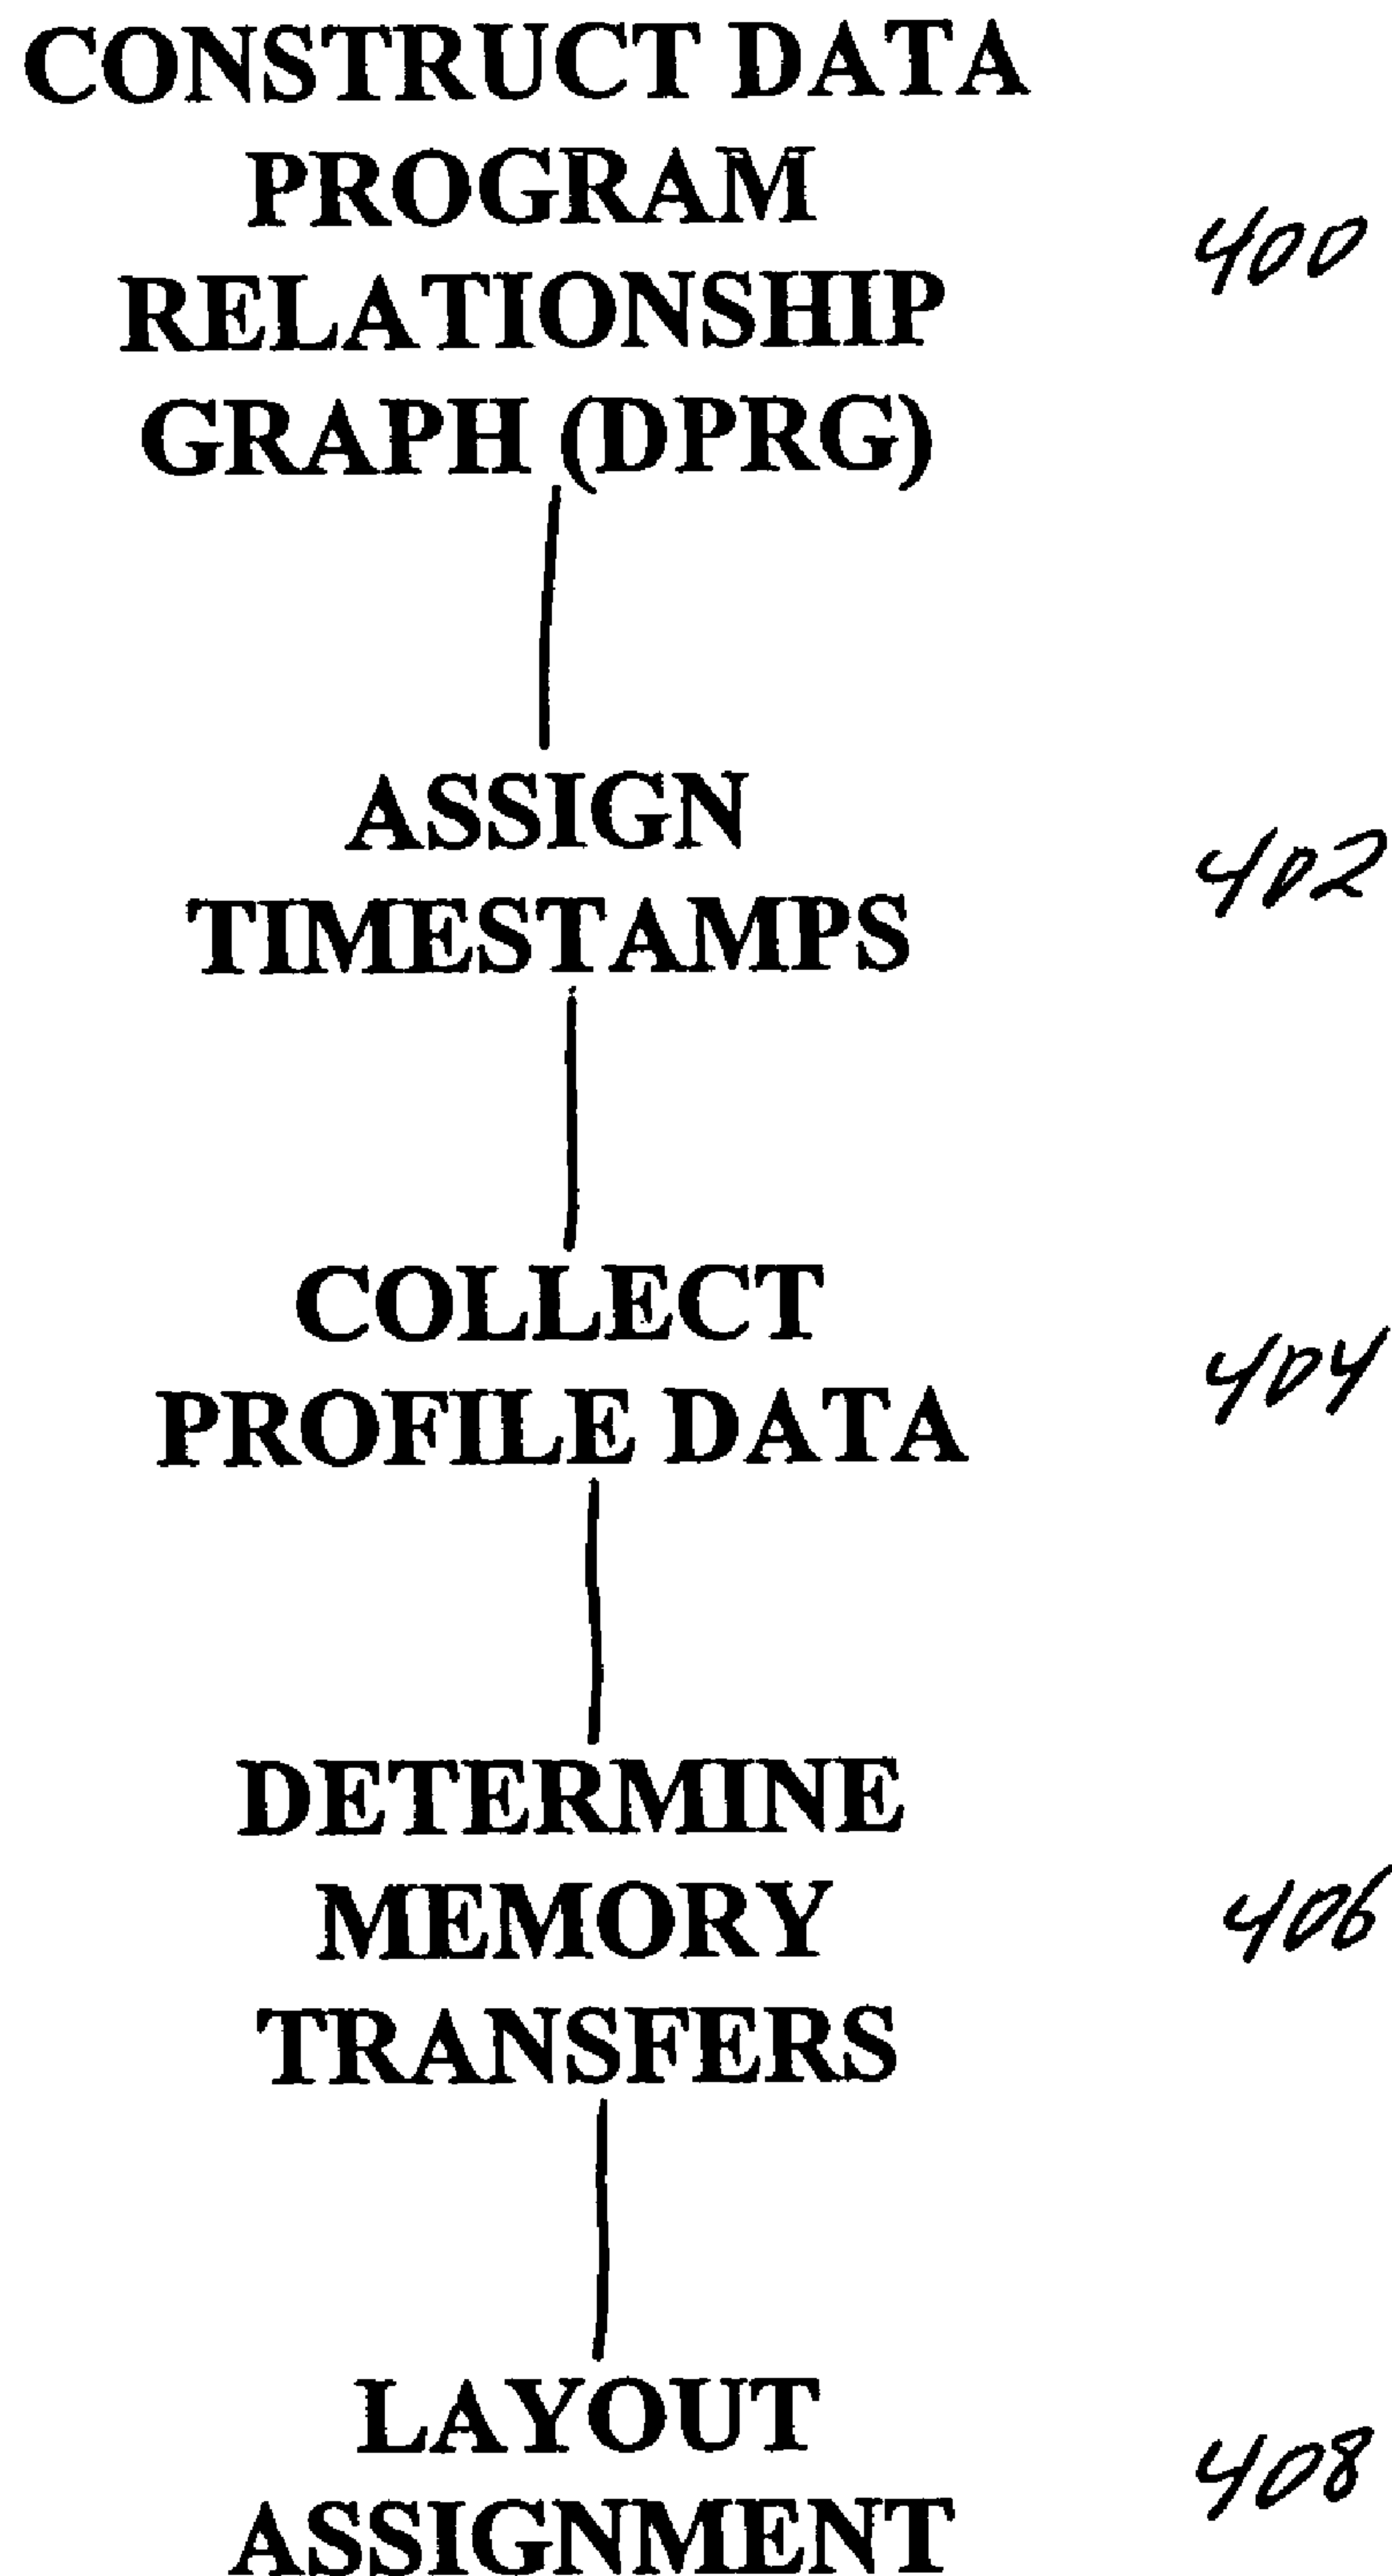 CONSTRUCT DATA
PROGRAM
RELATIONSHIP
GRAPH (DPRG)
400
ASSIGN
TIMESTAMPS
402
COLLECT
PROFILE DATA
404
DETERMINE
MEMORY
TRANSFERS
406
LAYOUT
ASSIGNMENT
408